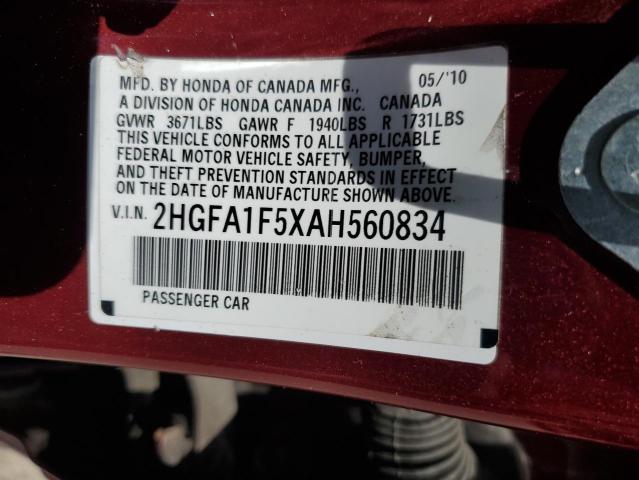 MFD. BY HONDA OF CANADA MFG., 05/'10
A DIVISION OF HONDA CANADA INC. CANADA
GVWR 3671LBS GAWR F 1940LBS R 1731LBS
THIS VEHICLE CONFORMS TO ALL APPLICABLE
FEDERAL MOTOR VEHICLE SAFETY, BUMPER,
AND THEFT PREVENTION STANDARDS IN EFFECT
ON THE DATE OF MANUFACTURE SHOWN ABOVE.
V.I.N. 2HGFA1F5XAH560834
PASSENGER CAR